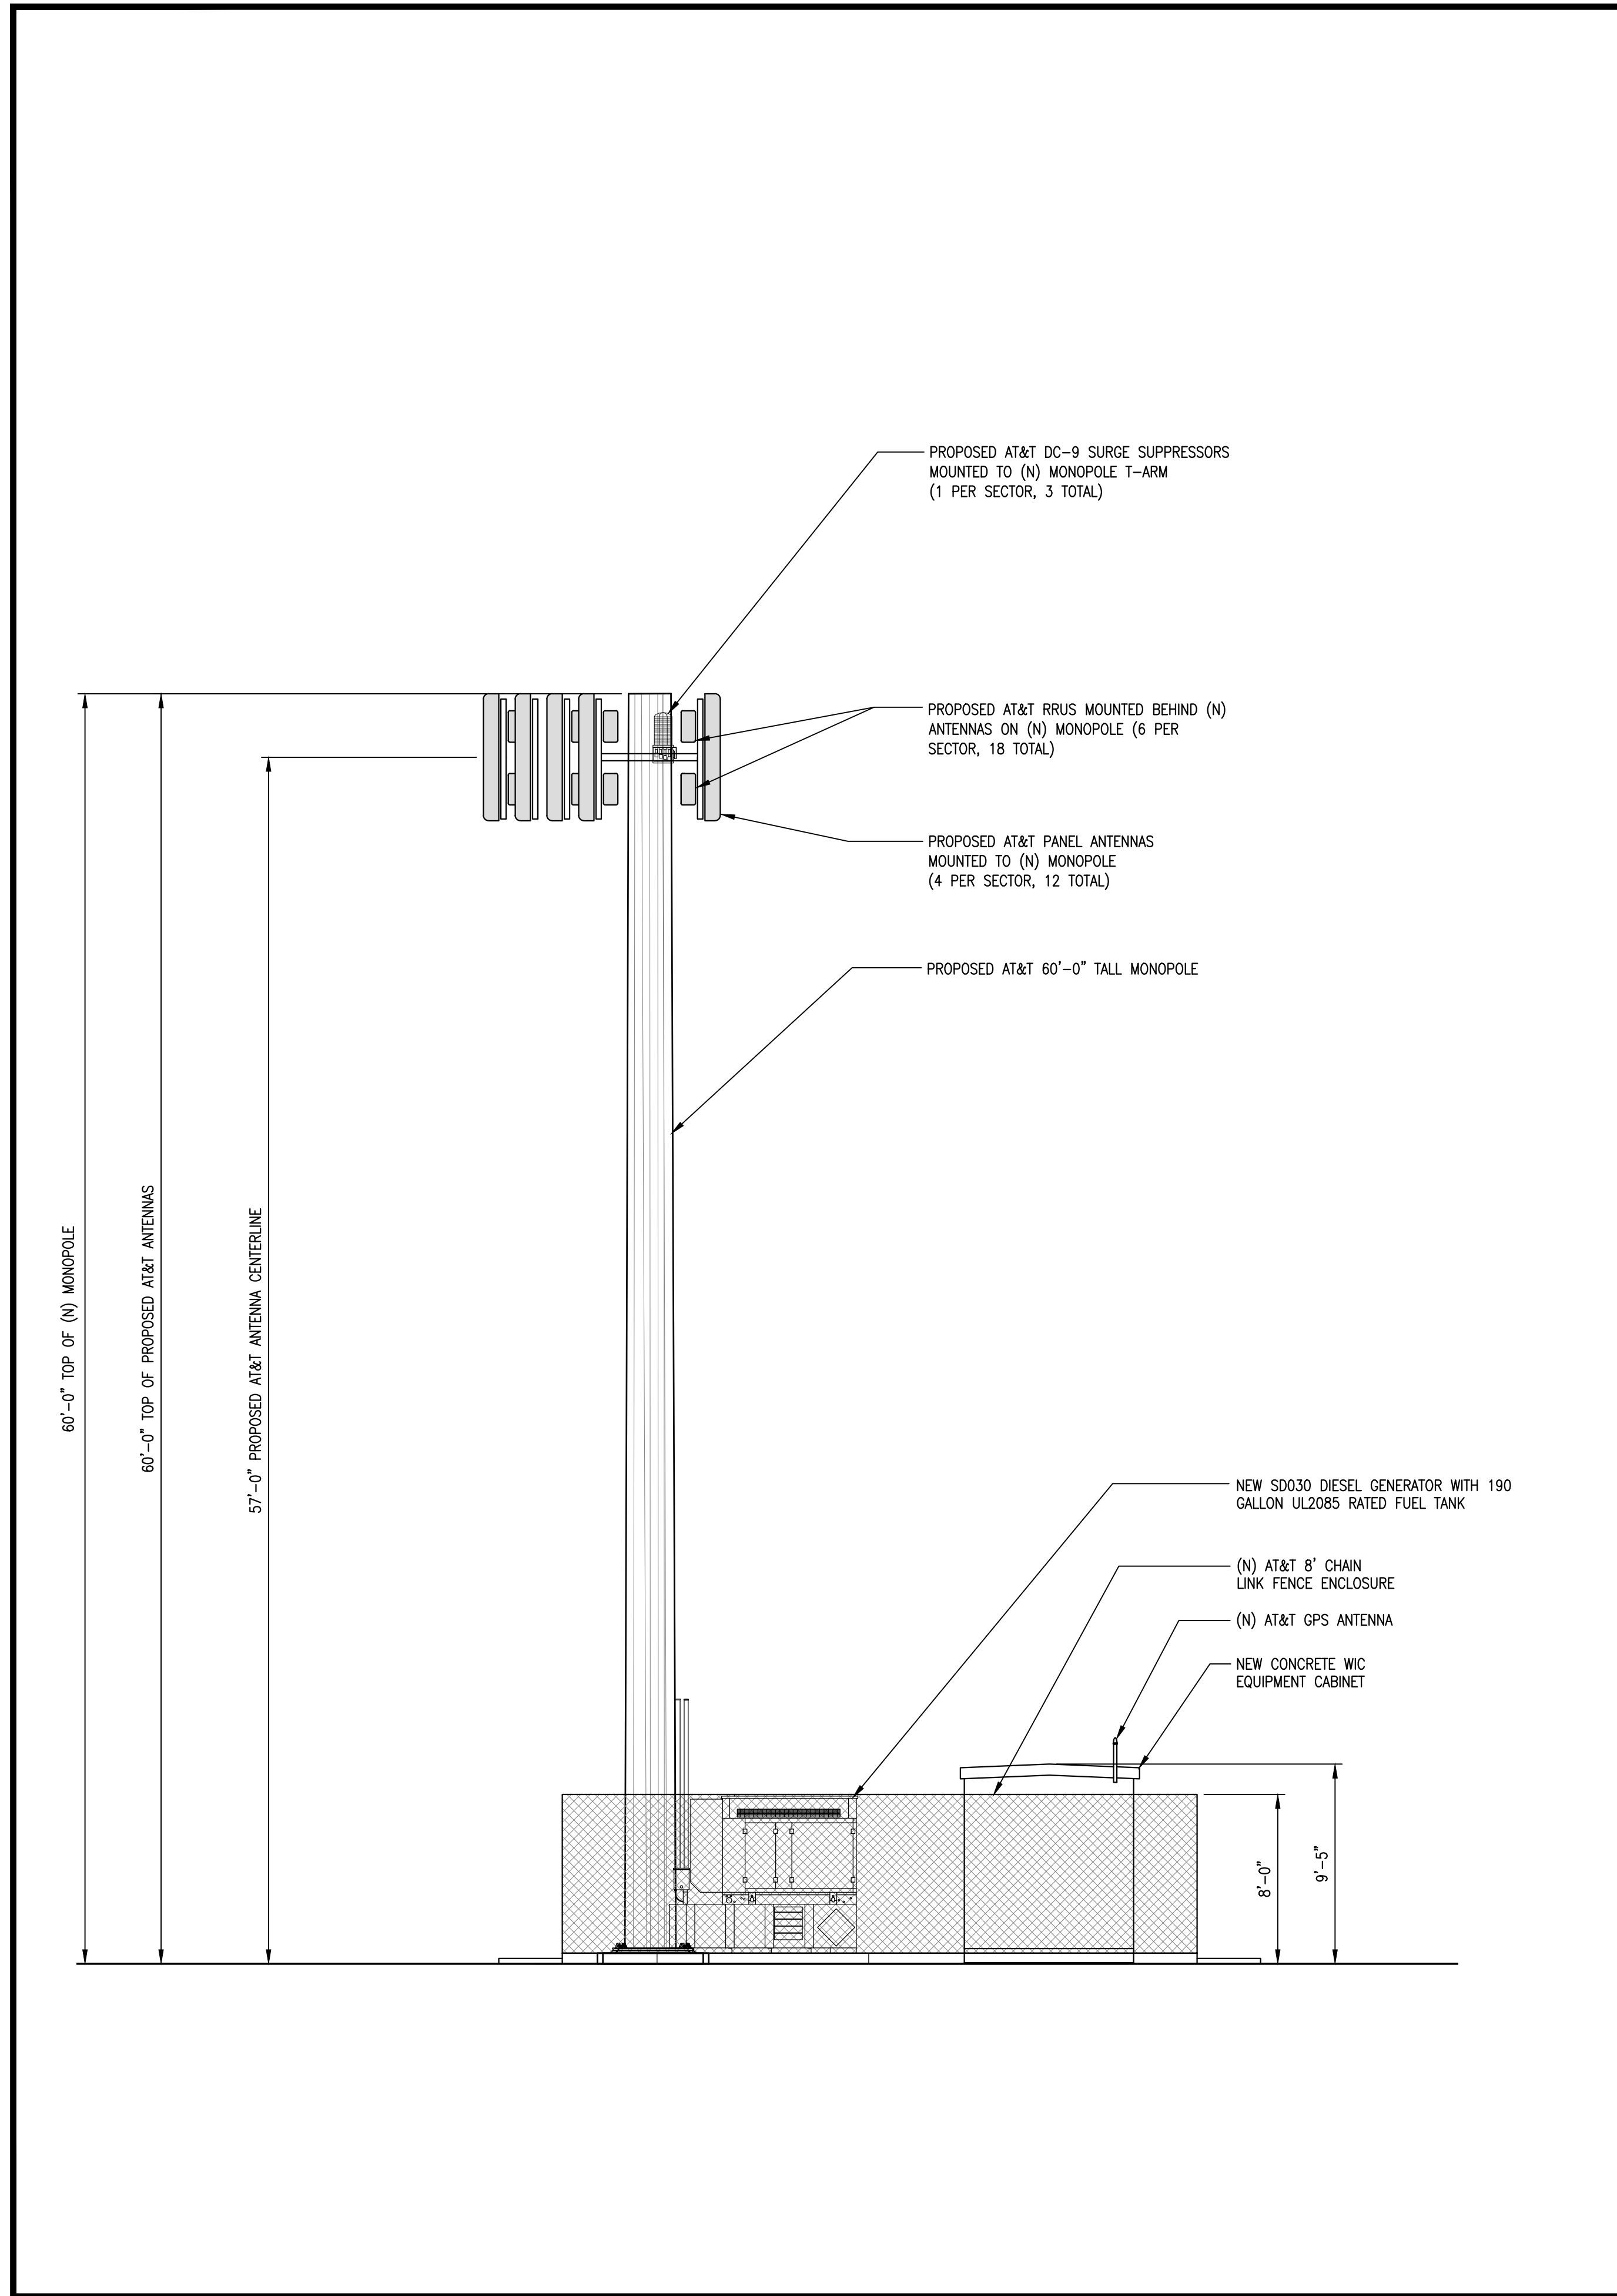 PROPOSED AT&T DC-9 SURGE SUPPRESSORS
MOUNTED TO (N) MONOPOLE T-ARM
(1 PER SECTOR, 3 TOTAL)
PROPOSED AT&T RRUS MOUNTED BEHIND (N)
ANTENNAS ON (N) MONOPOLE (6 PER
SECTOR, 18 TOTAL)
PROPOSED AT&T PANEL ANTENNAS
MOUNTED TO (N) MONOPOLE
(4 PER SECTOR, 12 TOTAL)
PROPOSED AT&T 60'-0" TALL MONOPOLE
60'-0" TOP OF (N) MONOPOLE
60'-0" TOP OF PROPOSED AT&T ANTENNAS
57'-0" PROPOSED AT&T ANTENNA CENTERLINE
NEW SD030 DIESEL GENERATOR WITH 190
GALLON UL2085 RATED FUEL TANK
(N) AT&T 8' CHAIN
LINK FENCE ENCLOSURE
(N) AT&T GPS ANTENNA
NEW CONCRETE WIC
EQUIPMENT CABINET
8'-0"
9'-5"